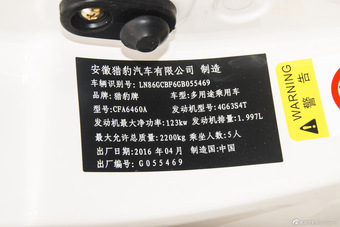 安徽猎豹汽车有限公司 制造
车辆识别号: LN86GCBF6GB055469
品牌: 猎豹牌 车型: 多用途乘用车
型号: CFA6460A 发动机型号: 4G63S4T
发动机最大净功率: 123kw 发动机排量: 1.997L
最大允许总质量: 2200kg 乘坐人数: 5人
出厂日期: 2016 年 04月 制造国: 中国
出厂编号: G055469
WARNING
警告